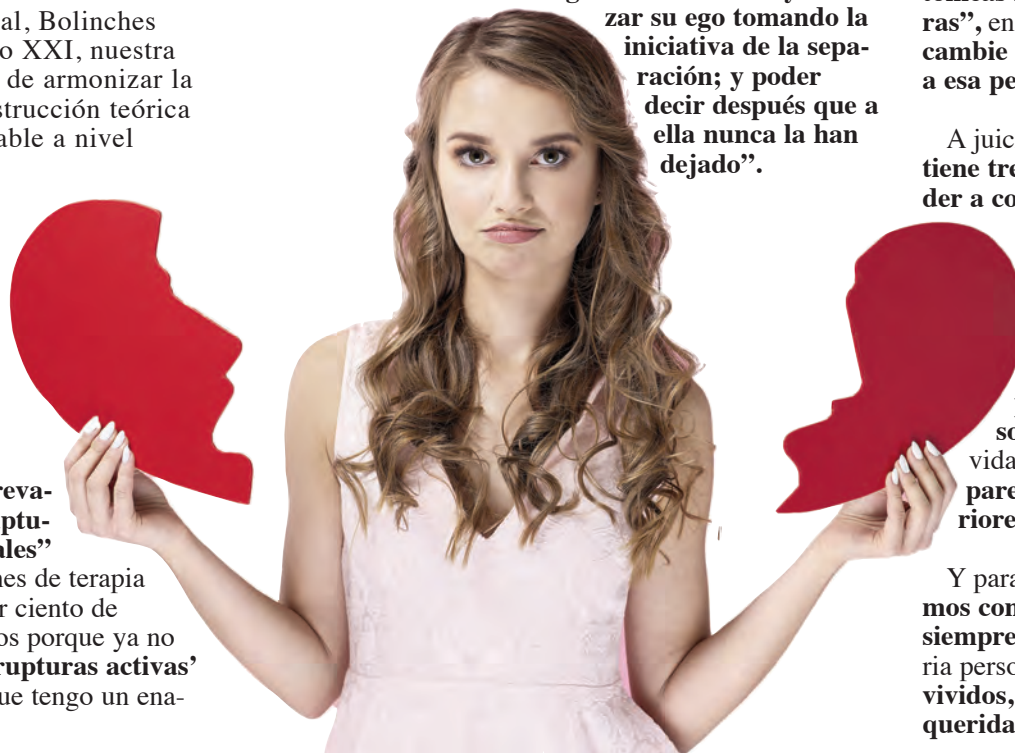 al, Bolinches
o XXI, nuestra
de armonizar la
strucción teórica
able a nivel
reva-
uptu-
ales”
nes de terapia
r ciento de
os porque ya no
rupturas activas’
ue tengo un ena-
zar su ego tomando la
iniciativa de la sepa-
ración; y poder
decir después que a
ella nunca la han
dejado”.
ras”, en
cambie
a esa pe
A juic
tiene tre
der a co
so
vida
pare
riore
Y para
mos con
siempre
ria perso
vividos,
querida